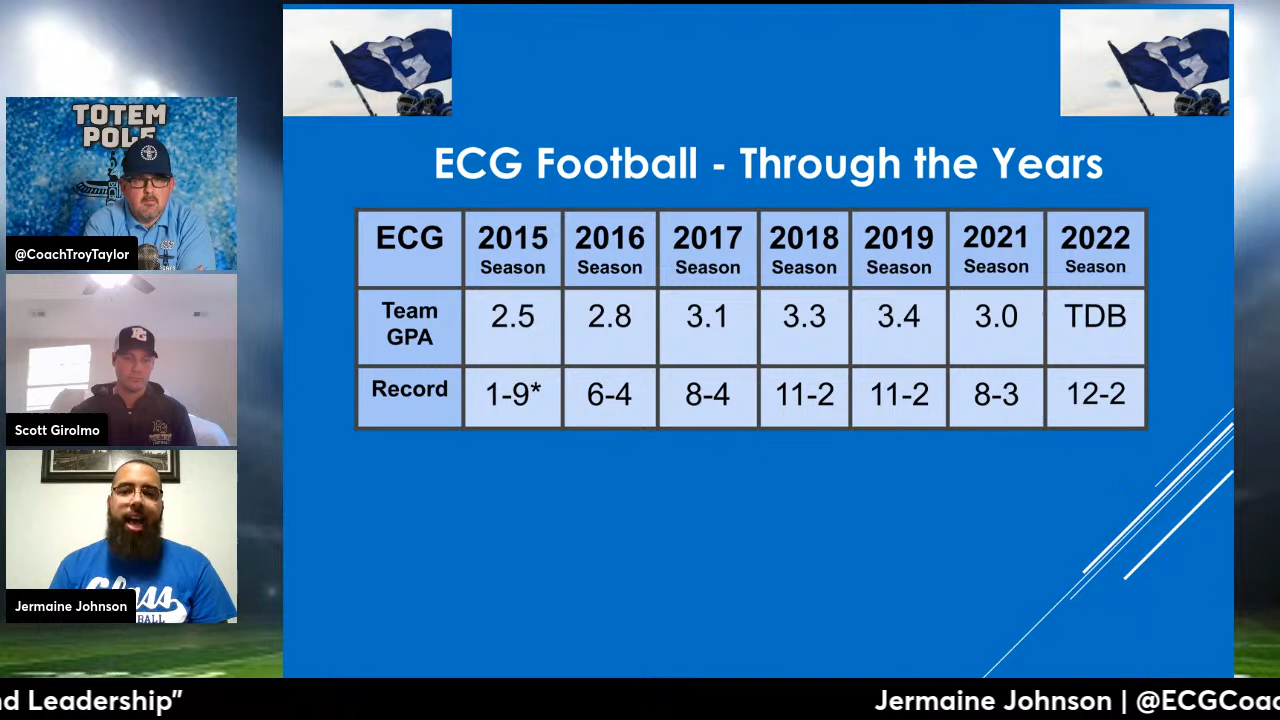 TOTEM
POLE
@CoachTroyTaylor
Scott Girolmo
Jermaine Johnson
G
G
ECG Football - Through the Years
ECG 2015 2016 2017 2018 2019 2021 2022
Season Season Season Season Season Season Season
Team GPA 2.5 2.8 3.1 3.3 3.4 3.0 TDB
Record 1-9* 6-4 8-4 11-2 11-2 8-3 12-2
nd Leadership” Jermaine Johnson | @ECGCoac